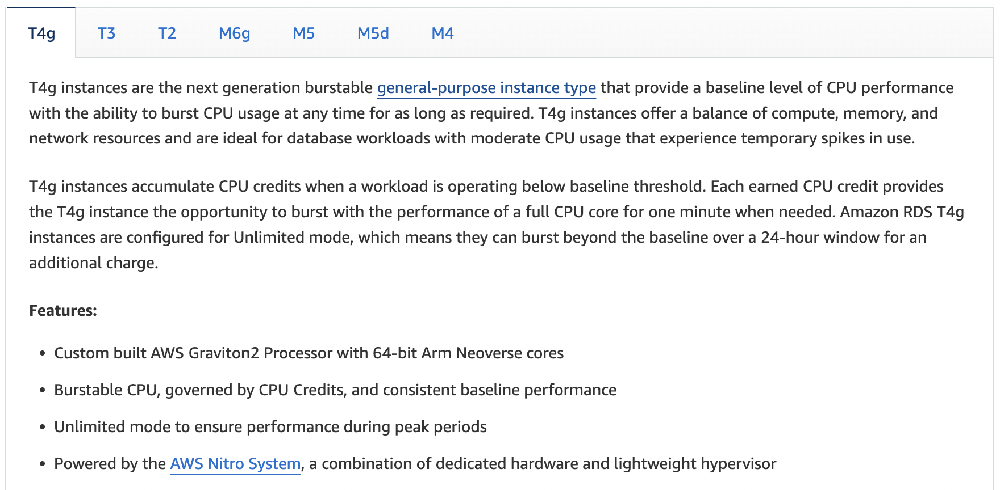 T4g T3 T2 M6g M5 M5d M4
T4g instances are the next generation burstable general-purpose instance type that provide a baseline level of CPU performance
with the ability to burst CPU usage at any time for as long as required. T4g instances offer a balance of compute, memory, and
network resources and are ideal for database workloads with moderate CPU usage that experience temporary spikes in use.
T4g instances accumulate CPU credits when a workload is operating below baseline threshold. Each earned CPU credit provides
the T4g instance the opportunity to burst with the performance of a full CPU core for one minute when needed. Amazon RDS T4g
instances are configured for Unlimited mode, which means they can burst beyond the baseline over a 24-hour window for an
additional charge.
Features:
• Custom built AWS Graviton2 Processor with 64-bit Arm Neoverse cores
• Burstable CPU, governed by CPU Credits, and consistent baseline performance
• Unlimited mode to ensure performance during peak periods
• Powered by the AWS Nitro System, a combination of dedicated hardware and lightweight hypervisor